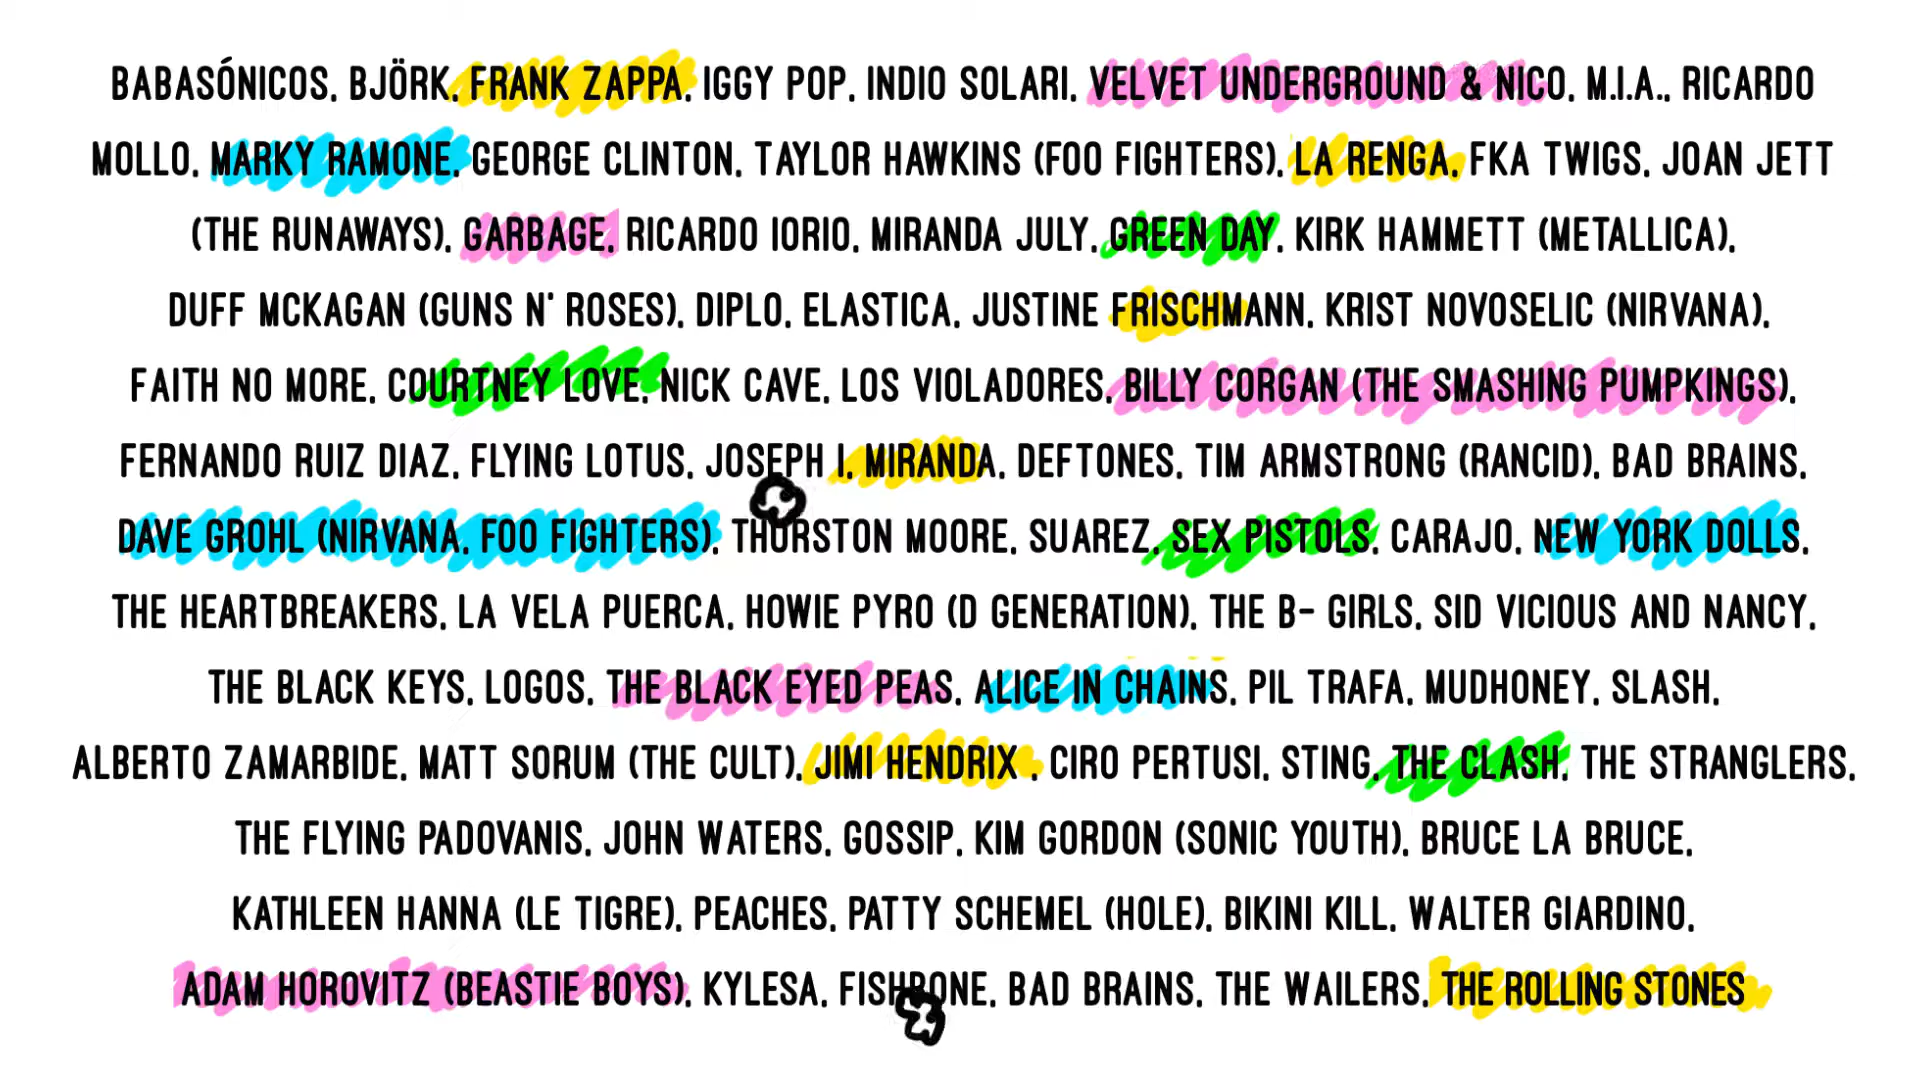 BABASÓNICOS, BJÖRK, FRANK ZAPPA, IGGY POP, INDIO SOLARI, VELVET UNDERGROUND & NICO, M.I.A., RICARDO
MOLLO, MARKY RAMONE, GEORGE CLINTON, TAYLOR HAWKINS (FOO FIGHTERS), LA RENGA, FKA TWIGS, JOAN JETT
(THE RUNAWAYS), GARBAGE, RICARDO IORIO, MIRANDA JULY, GREEN DAY, KIRK HAMMETT (METALLICA),
DUFF MCKAGAN (GUNS N' ROSES), DIPLO, ELASTICA, JUSTINE FRISCHMANN, KRIST NOVOSELIC (NIRVANA),
FAITH NO MORE, COURTNEY LOVE, NICK CAVE, LOS VIOLADORES, BILLY CORGAN (THE SMASHING PUMPKINGS),
FERNANDO RUIZ DIAZ, FLYING LOTUS, JOSEPH I, MIRANDA, DEFTONES, TIM ARMSTRONG (RANCID), BAD BRAINS,
DAVE GROHL (NIRVANA, FOO FIGHTERS), THURSTON MOORE, SUAREZ, SEX PISTOLS, CARAJO, NEW YORK DOLLS,
THE HEARTBREAKERS, LA VELA PUERCA, HOWIE PYRO (D GENERATION), THE B- GIRLS, SID VICIOUS AND NANCY,
THE BLACK KEYS, LOGOS, THE BLACK EYED PEAS, ALICE IN CHAINS, PIL TRAFA, MUDHONEY, SLASH,
ALBERTO ZAMARBIDE, MATT SORUM (THE CULT), JIMI HENDRIX , CIRO PERTUSI, STING, THE CLASH, THE STRANGLERS,
THE FLYING PADOVANIS, JOHN WATERS, GOSSIP, KIM GORDON (SONIC YOUTH), BRUCE LA BRUCE,
KATHLEEN HANNA (LE TIGRE), PEACHES, PATTY SCHEMEL (HOLE), BIKINI KILL, WALTER GIARDINO,
ADAM HOROVITZ (BEASTIE BOYS), KYLESA, FISHBONE, BAD BRAINS, THE WAILERS, THE ROLLING STONES